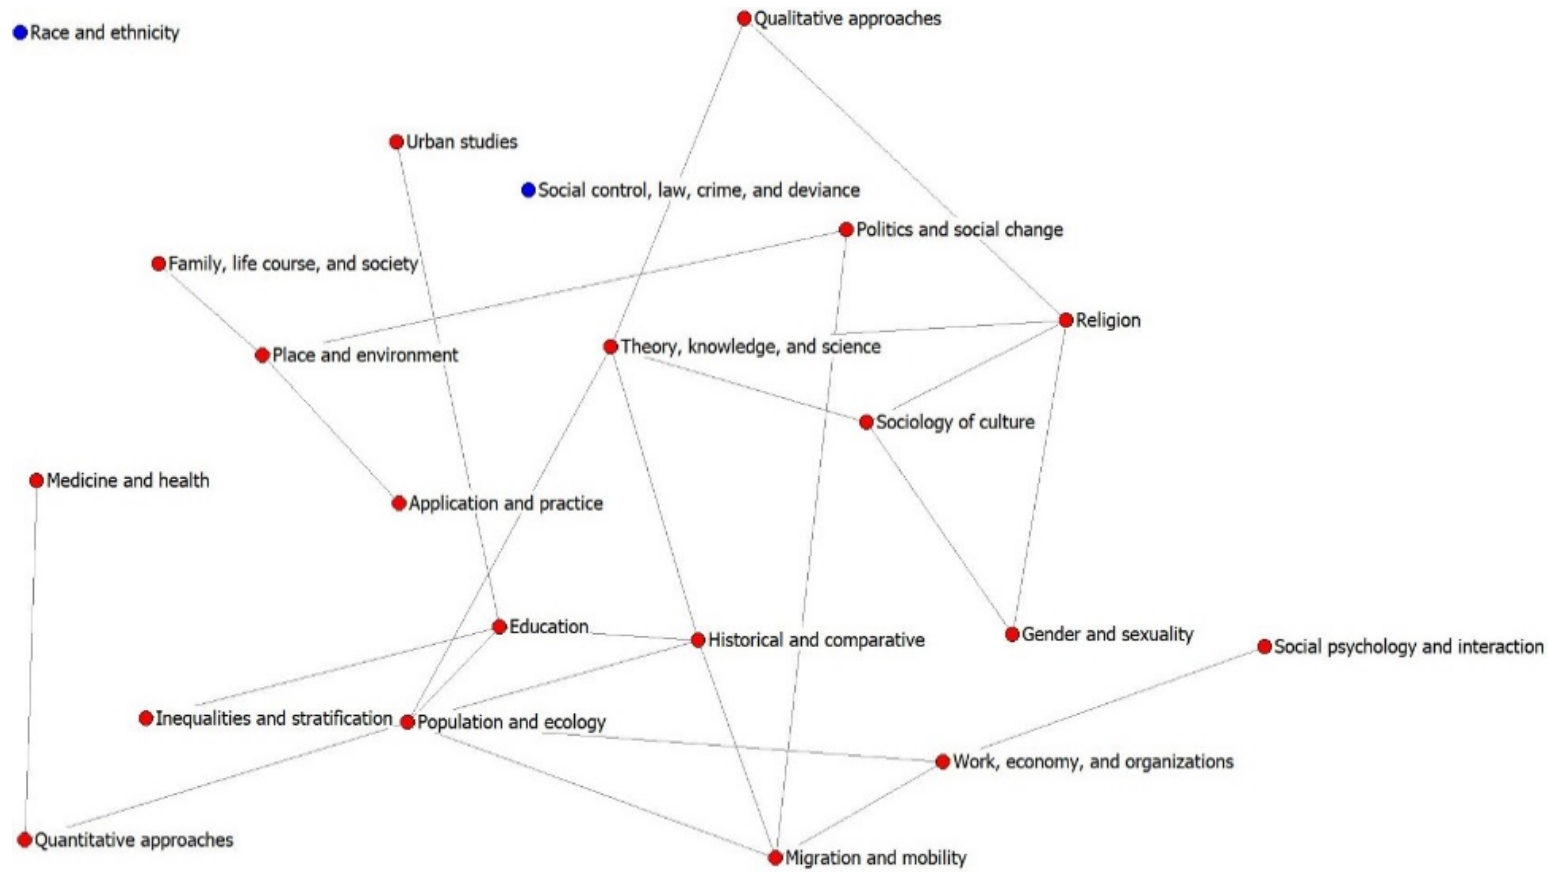 Qualitative approaches
Race and ethnicity
Urban studies
Social control, law, crime, and deviance
Politics and social change
Family, life course, and society
Religion
Theory, knowledge, and science
Place and environment
Sociology of culture
Medicine and health
Application and practice
Education
Gender and sexuality
Historical and comparative
Social psychology and interaction
Inequalities and stratification
Population and ecology
Work, economy, and organizations
Quantitative approaches
Migration and mobility